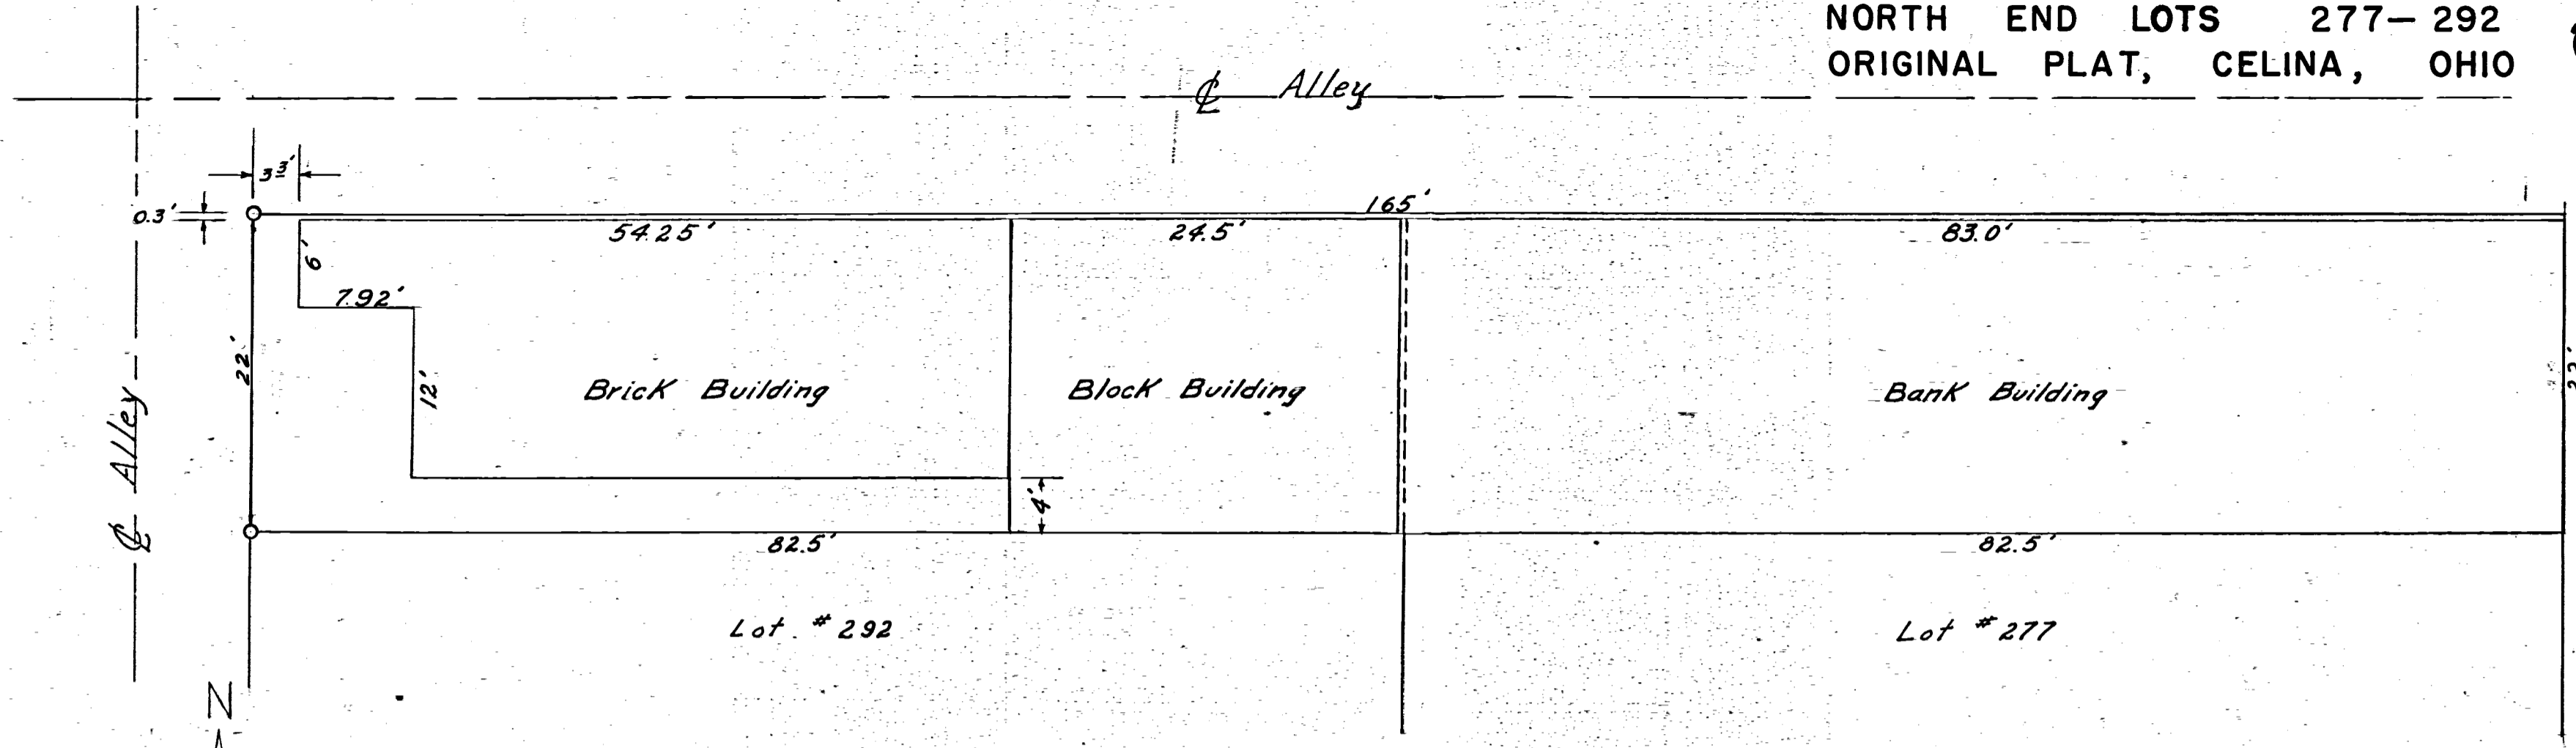 NORTH END LOTS 277-292
ORIGINAL PLAT, CELINA, OHIO
℄ Alley
3 3/'
0.3'
165'
54.25'
24.5'
83.0'
6'
7.92'
22'
12'
Brick Building
Block Building
Bank Building
22'
℄ Alley
4'
82.5'
82.5'
Lot #292
Lot #277
N